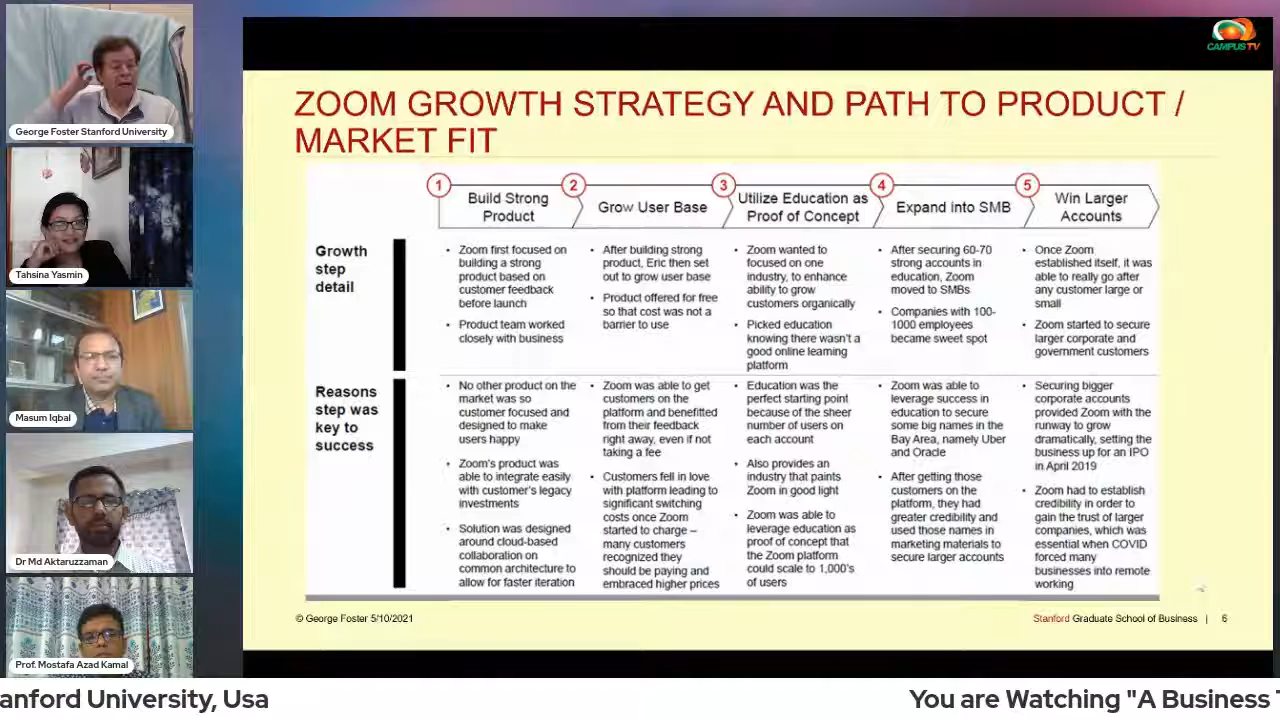 CAMPUS TV
George Foster Stanford University
Tahsina Yasmin
Masum Iqbal
Dr Md Aktaruzzaman
Prof. Mostafa Azad Kamal
ZOOM GROWTH STRATEGY AND PATH TO PRODUCT /
MARKET FIT
1
Build Strong
Product
2
Grow User Base
3
Utilize Education as
Proof of Concept
4
Expand into SMB
5
Win Larger
Accounts
Growth
step
detail
• Zoom first focused on
building a strong
product based on
customer feedback
before launch
• Product team worked
closely with business
• After building strong
product, Eric then set
out to grow user base
• Product offered for free
so that cost was not a
barrier to use
• Zoom wanted to
focused on one
industry, to enhance
ability to grow
customers organically
• Picked education
knowing there wasn't a
good online learning
platform
• After securing 60-70
strong accounts in
education, Zoom
moved to SMBs
• Companies with 100-
1000 employees
became sweet spot
• Once Zoom
established itself, it was
able to really go after
any customer large or
small
• Zoom started to secure
larger corporate and
government customers
Reasons
step was
key to
success
• No other product on the
market was so
customer focused and
designed to make
users happy
• Zoom's product was
able to integrate easily
with customer's legacy
investments
• Solution was designed
around cloud-based
collaboration on
common architecture to
allow for faster iteration
• Zoom was able to get
customers on the
platform and benefitted
from their feedback
right away, even if not
taking a fee
• Customers fell in love
with platform leading to
significant switching
costs once Zoom
started to charge –
many customers
recognized they
should be paying and
embraced higher prices
• Education was the
perfect starting point
because of the sheer
number of users on
each account
• Also provides an
industry that paints
Zoom in good light
• Zoom was able to
leverage education as
proof of concept that
the Zoom platform
could scale to 1,000's
of users
• Zoom was able to
leverage success in
education to secure
some big names in the
Bay Area, namely Uber
and Oracle
• After getting those
customers on the
platform, they had
greater credibility and
used those names in
marketing materials to
secure larger accounts
• Securing bigger
corporate accounts
provided Zoom with the
runway to grow
dramatically, setting the
business up for an IPO
in April 2019
• Zoom had to establish
credibility in order to
gain the trust of larger
companies, which was
essential when COVID
forced many
businesses into remote
working
© George Foster 5/10/2021
Stanford Graduate School of Business | 6
anford University, Usa
You are Watching "A Business